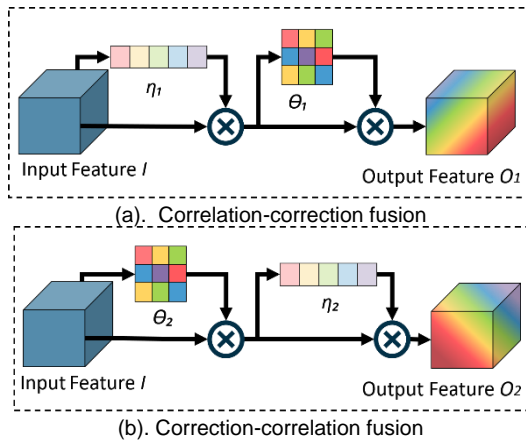 η₁
θ₁
Input Feature I
Output Feature O₁
(a). Correlation-correction fusion
θ₂
η₂
Input Feature I
Output Feature O₂
(b). Correction-correlation fusion